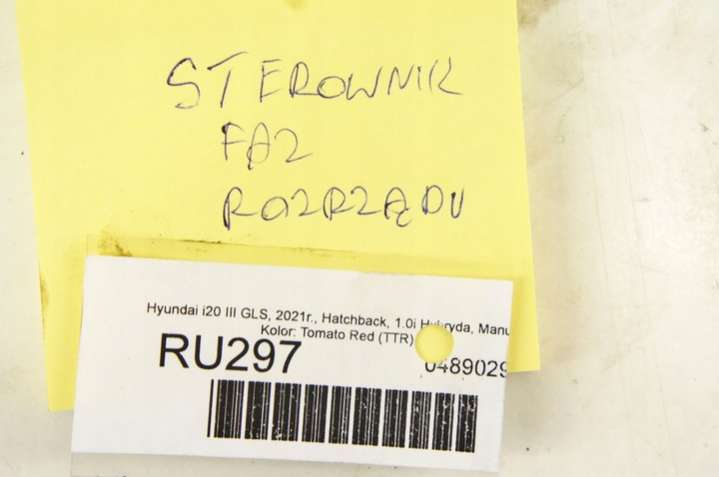 STEROWNIK
FAZ
ROZRZĄDU
Hyundai i20 III GLS, 2021r., Hatchback, 1.0i Hybryda, Manu
Kolor: Tomato Red (TTR)
RU297
0489029